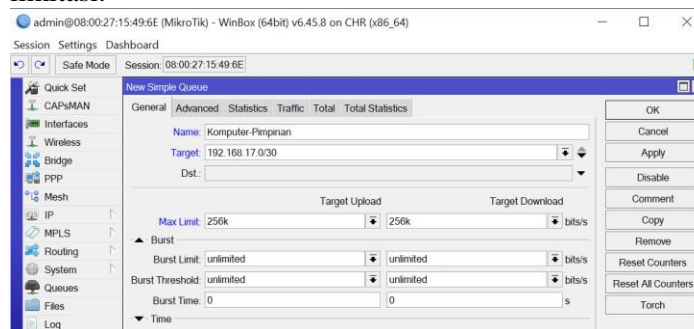 admin@08:00:27:15:49:6E (MikroTik) - WinBox (64bit) v6.45.8 on CHR (x86_64)
Session Settings Dashboard
Safe Mode Session: 08:00:27:15:49:6E
Quick Set
CAPsMAN
Interfaces
Wireless
Bridge
PPP
Mesh
IP
MPLS
Routing
System
Queues
Files
Log
New Simple Queue
General Advanced Statistics Traffic Total Total Statistics
Name: Komputer-Pimpinan
Target: 192.168.17.0/30
Dst.:
Target Upload Target Download
Max Limit: 256k 256k bits/s
Burst
Burst Limit: unlimited unlimited bits/s
Burst Threshold: unlimited unlimited bits/s
Burst Time: 0 0 s
Time
OK
Cancel
Apply
Disable
Comment
Copy
Remove
Reset Counters
Reset All Counters
Torch